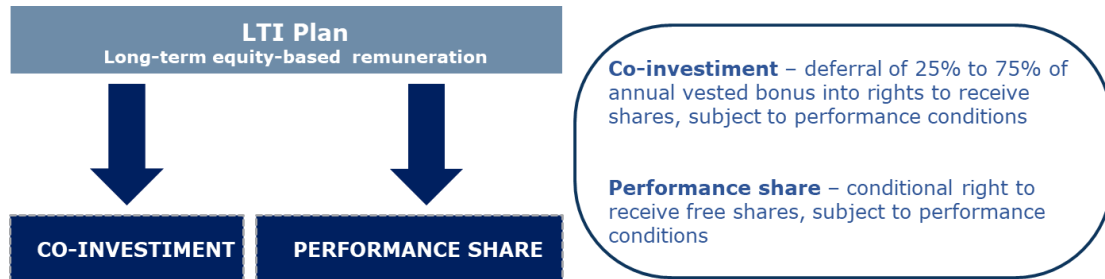 LTI Plan
Long-term equity-based remuneration
CO-INVESTIMENT
PERFORMANCE SHARE
Co-investiment – deferral of 25% to 75% of
annual vested bonus into rights to receive
shares, subject to performance conditions
Performance share – conditional right to
receive free shares, subject to performance
conditions